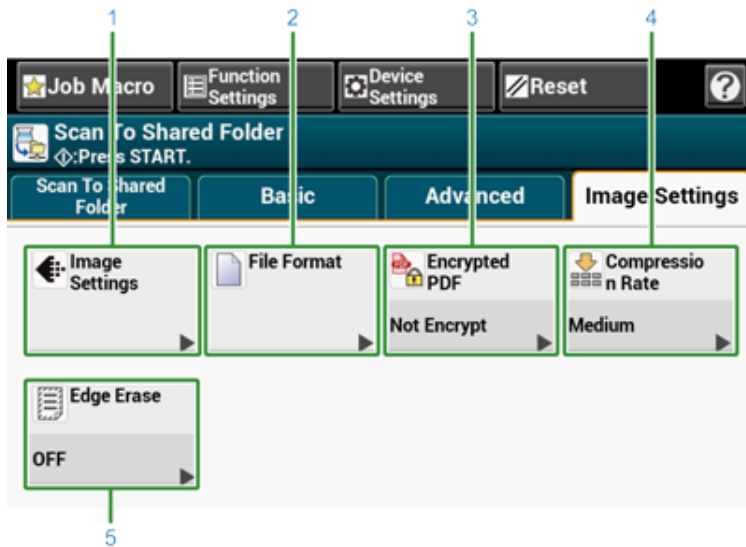 1 2 3 4
Job Macro
Function
Settings
Device
Settings
Reset
?
Scan To Shared Folder
:Press START.
Scan To Shared
Folder
Basic
Advanced
Image Settings
Image
Settings
File Format
Encrypted
PDF
Not Encrypt
Compressio
n Rate
Medium
Edge Erase
OFF
5